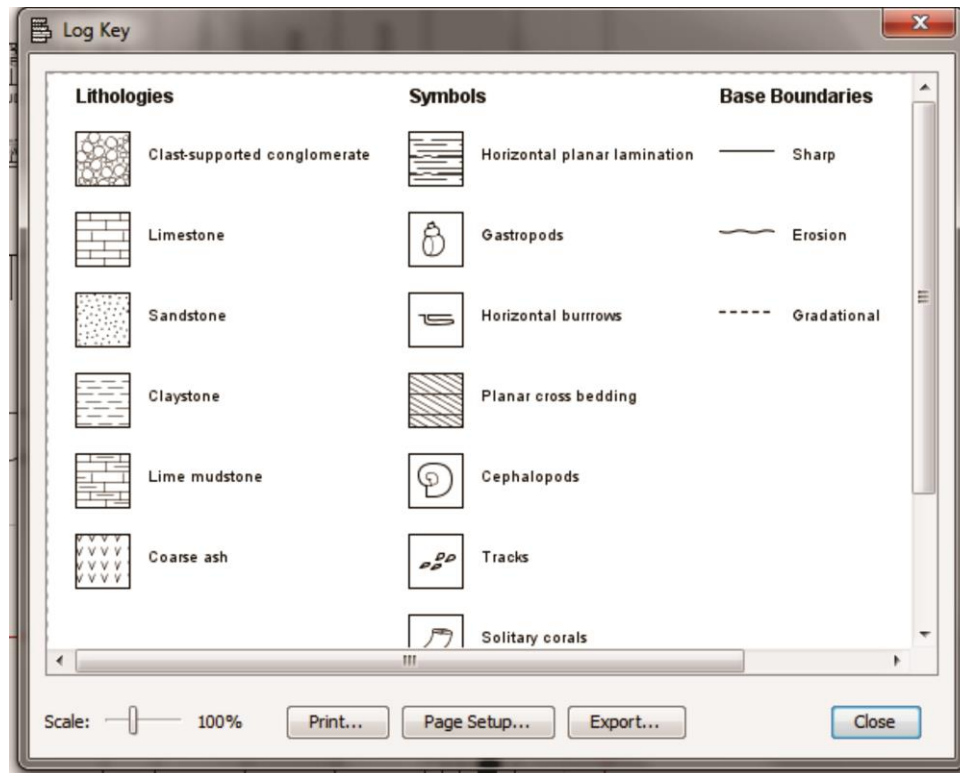 Log Key
Lithologies
Clast-supported conglomerate
Limestone
Sandstone
Claystone
Lime mudstone
Coarse ash
Symbols
Horizontal planar lamination
Gastropods
Horizontal burrrows
Planar cross bedding
Cephalopods
Tracks
Solitary corals
Base Boundaries
Sharp
Erosion
Gradational
Scale:
100%
Print...
Page Setup...
Export...
Close